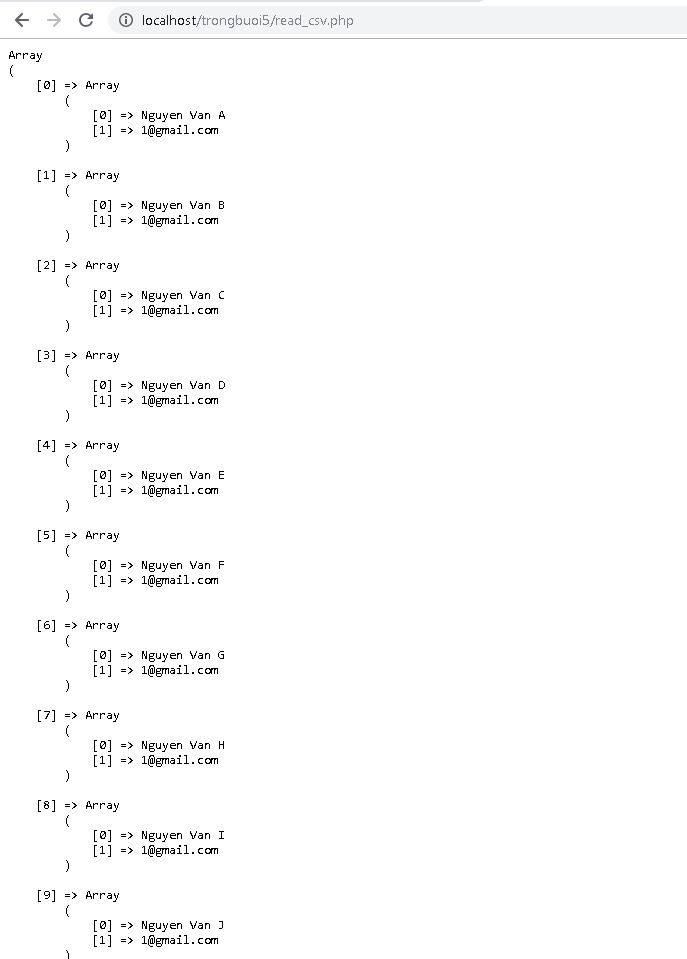 localhost/trongbuoi5/read_csv.php
Array
(
    [0] => Array
        (
            [0] => Nguyen Van A
            [1] => 1@gmail.com
        )

    [1] => Array
        (
            [0] => Nguyen Van B
            [1] => 1@gmail.com
        )

    [2] => Array
        (
            [0] => Nguyen Van C
            [1] => 1@gmail.com
        )

    [3] => Array
        (
            [0] => Nguyen Van D
            [1] => 1@gmail.com
        )

    [4] => Array
        (
            [0] => Nguyen Van E
            [1] => 1@gmail.com
        )

    [5] => Array
        (
            [0] => Nguyen Van F
            [1] => 1@gmail.com
        )

    [6] => Array
        (
            [0] => Nguyen Van G
            [1] => 1@gmail.com
        )

    [7] => Array
        (
            [0] => Nguyen Van H
            [1] => 1@gmail.com
        )

    [8] => Array
        (
            [0] => Nguyen Van I
            [1] => 1@gmail.com
        )

    [9] => Array
        (
            [0] => Nguyen Van J
            [1] => 1@gmail.com
        )